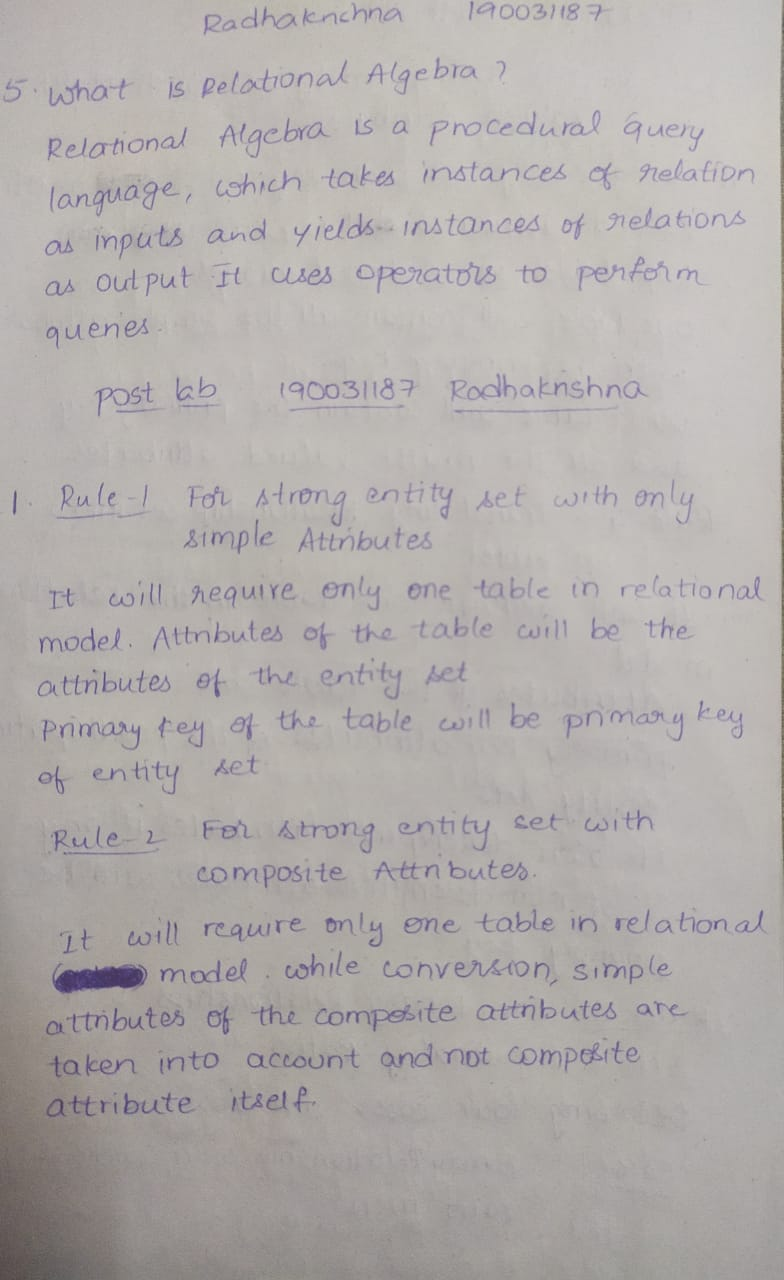 Radhakrichna 190031187
5. What is Relational Algebra ?
Relational Algebra is a procedural query
language, which takes instances of relation
as inputs and yields instances of relations
as output It uses operators to perform
queries.
post lab 190031187 Radhakrishna
1. Rule-1 For strong entity set with only
simple Attributes
It will require only one table in relational
model. Attributes of the table will be the
attributes of the entity set
Primary key of the table will be primary key
of entity set
Rule-2 For strong entity set with
composite Attributes.
It will require only one table in relational
model. while conversion, simple
attributes of the composite attributes are
taken into account and not composite
attribute itself.